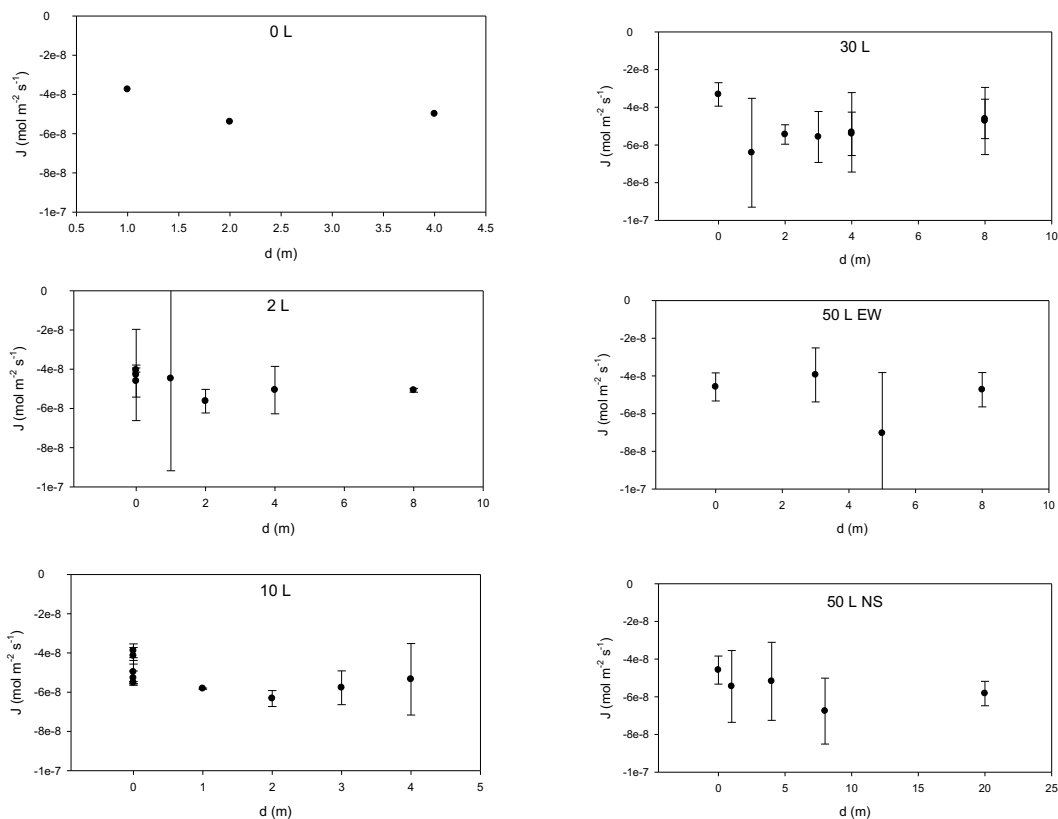 0 L
0
-2e-8
-4e-8
-6e-8
-8e-8
-1e-7
J (mol m⁻² s⁻¹)
0.5 1.0 1.5 2.0 2.5 3.0 3.5 4.0 4.5
d (m)
30 L
0
-2e-8
-4e-8
-6e-8
-8e-8
-1e-7
J (mol m⁻² s⁻¹)
0 2 4 6 8 10
d (m)
2 L
0
-2e-8
-4e-8
-6e-8
-8e-8
-1e-7
J (mol m⁻² s⁻¹)
0 2 4 6 8 10
d (m)
50 L EW
0
-2e-8
-4e-8
-6e-8
-8e-8
-1e-7
J (mol m⁻² s⁻¹)
0 2 4 6 8 10
d (m)
10 L
0
-2e-8
-4e-8
-6e-8
-8e-8
-1e-7
J (mol m⁻² s⁻¹)
0 1 2 3 4 5
d (m)
50 L NS
0
-2e-8
-4e-8
-6e-8
-8e-8
-1e-7
J (mol m⁻² s⁻¹)
0 5 10 15 20 25
d (m)